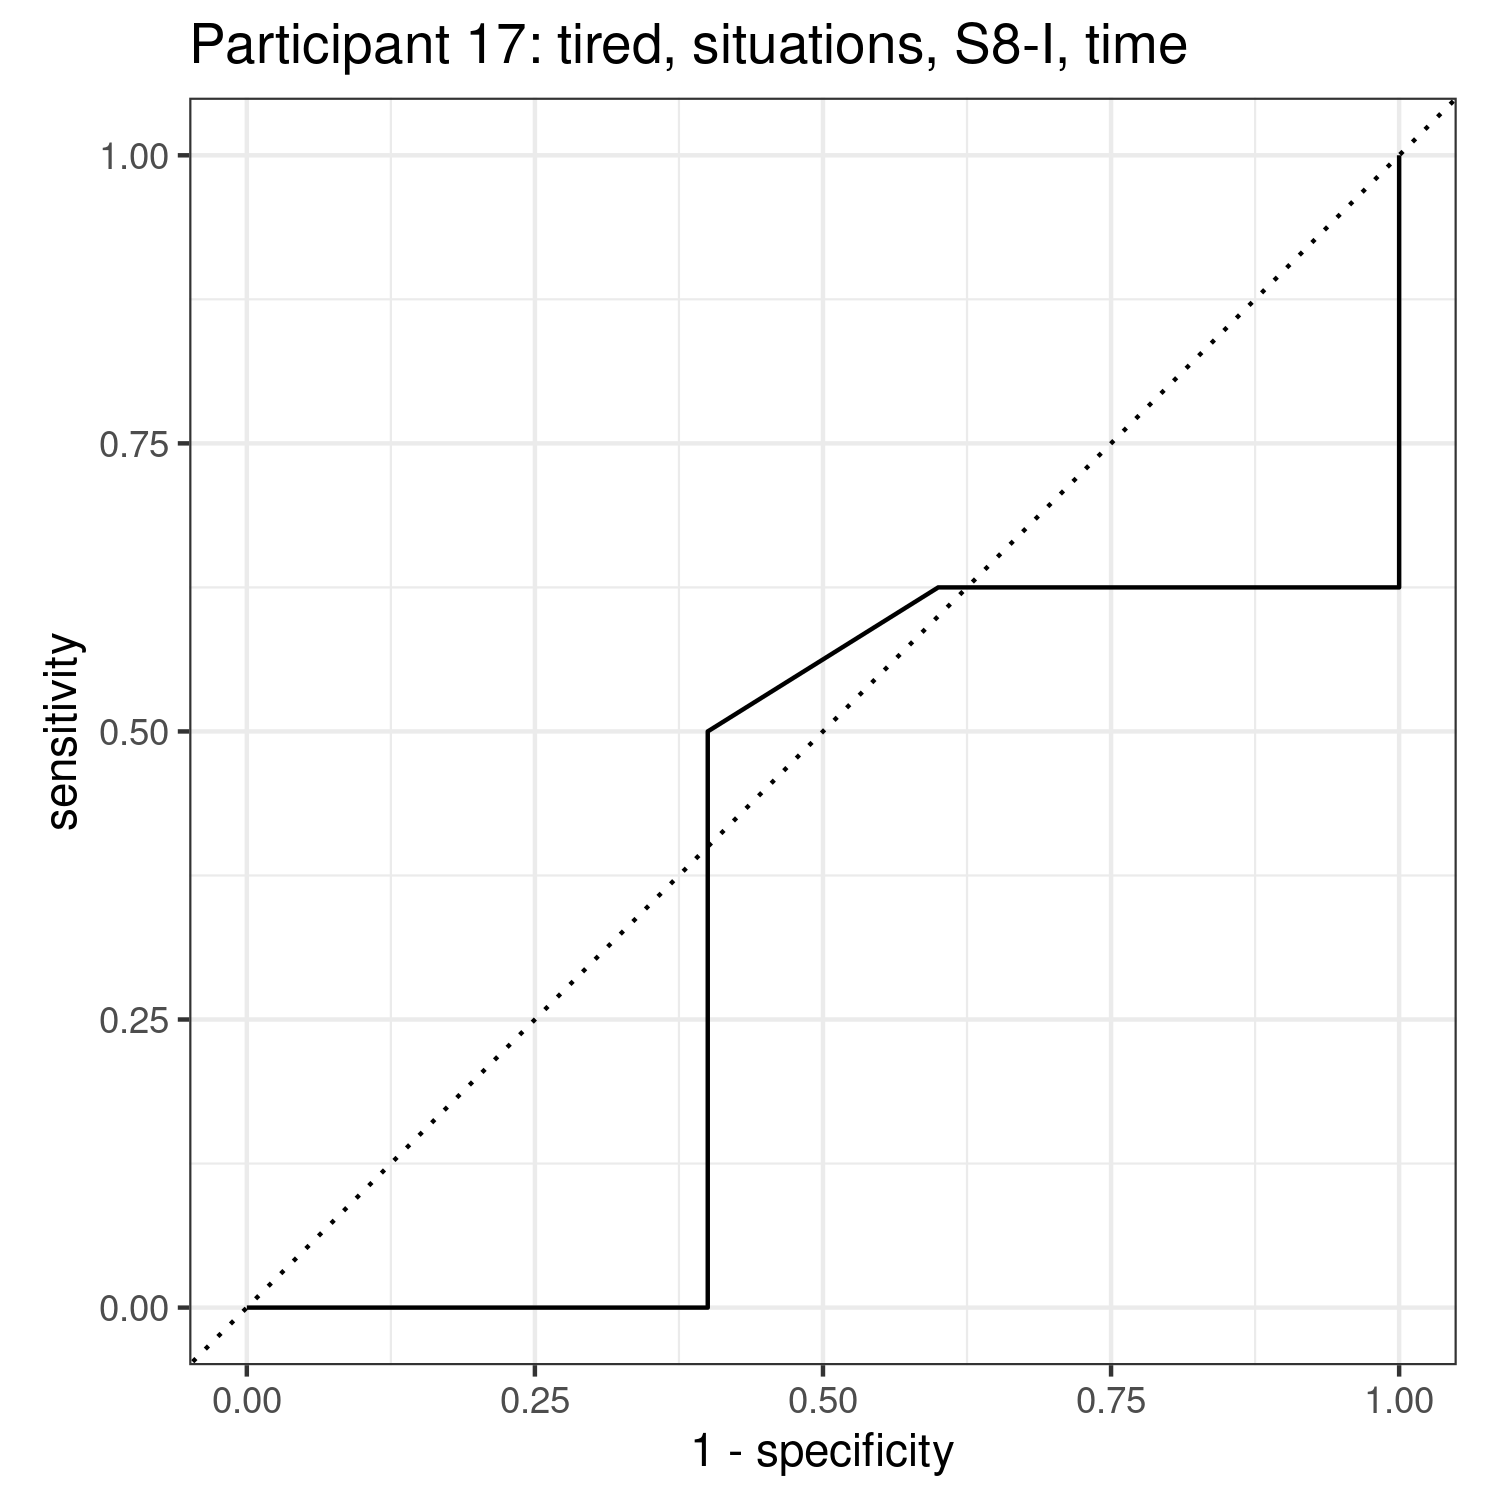 Participant 17: tired, situations, S8-I, time
1.00
0.75
0.50
0.25
0.00
sensitivity
0.00 0.25 0.50 0.75 1.00
1 - specificity